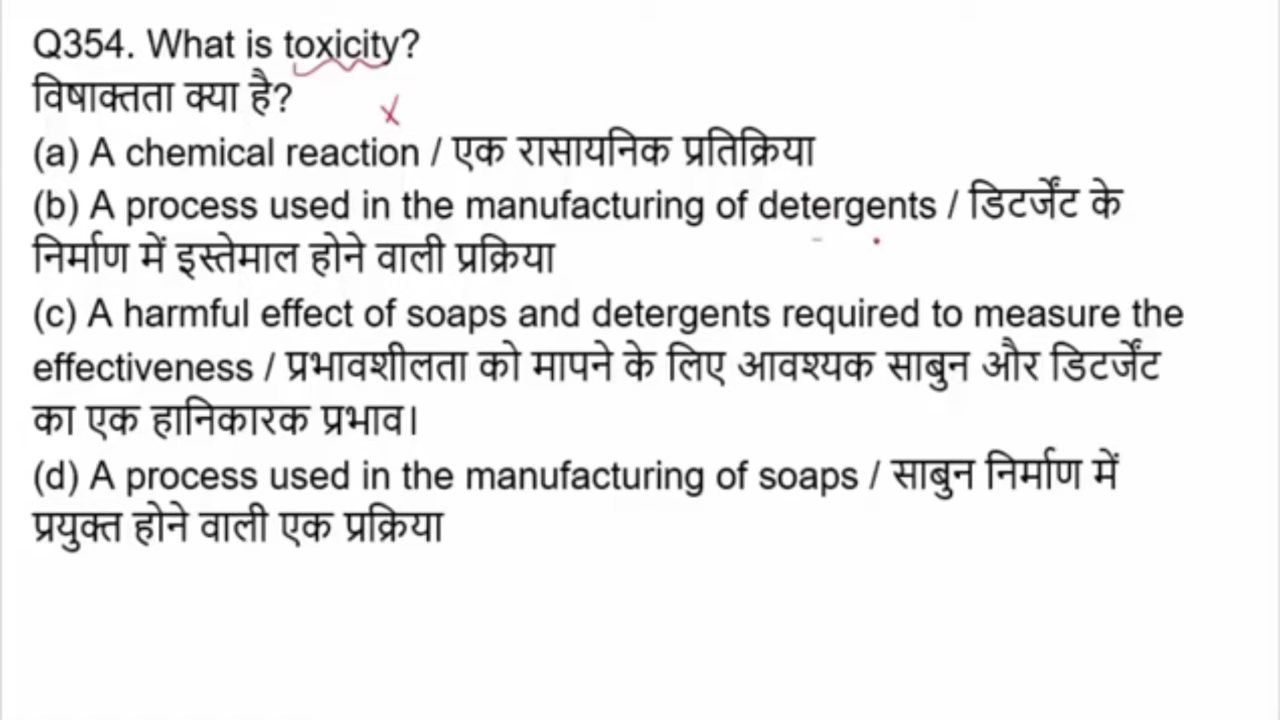 Q354. What is toxicity?
विषाक्तता क्या है?
(a) A chemical reaction / एक रासायनिक प्रतिक्रिया
(b) A process used in the manufacturing of detergents / डिटर्जेंट के
निर्माण में इस्तेमाल होने वाली प्रक्रिया
(c) A harmful effect of soaps and detergents required to measure the
effectiveness / प्रभावशीलता को मापने के लिए आवश्यक साबुन और डिटर्जेंट
का एक हानिकारक प्रभाव।
(d) A process used in the manufacturing of soaps / साबुन निर्माण में
प्रयुक्त होने वाली एक प्रक्रिया